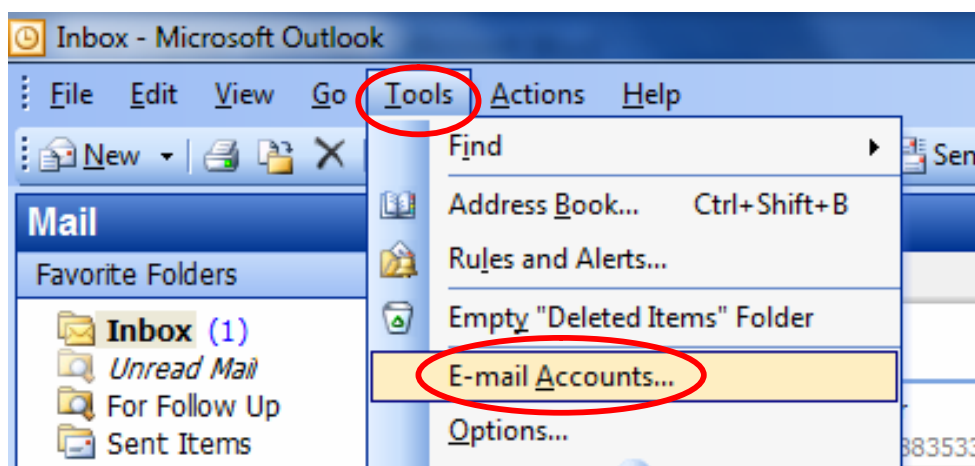 Inbox - Microsoft Outlook
File Edit View Go Tools Actions Help
New
Find
Mail
Address Book... Ctrl+Shift+B
Favorite Folders
Rules and Alerts...
Inbox (1)
Empty "Deleted Items" Folder
Unread Mail
E-mail Accounts...
For Follow Up
Sent Items
Options...